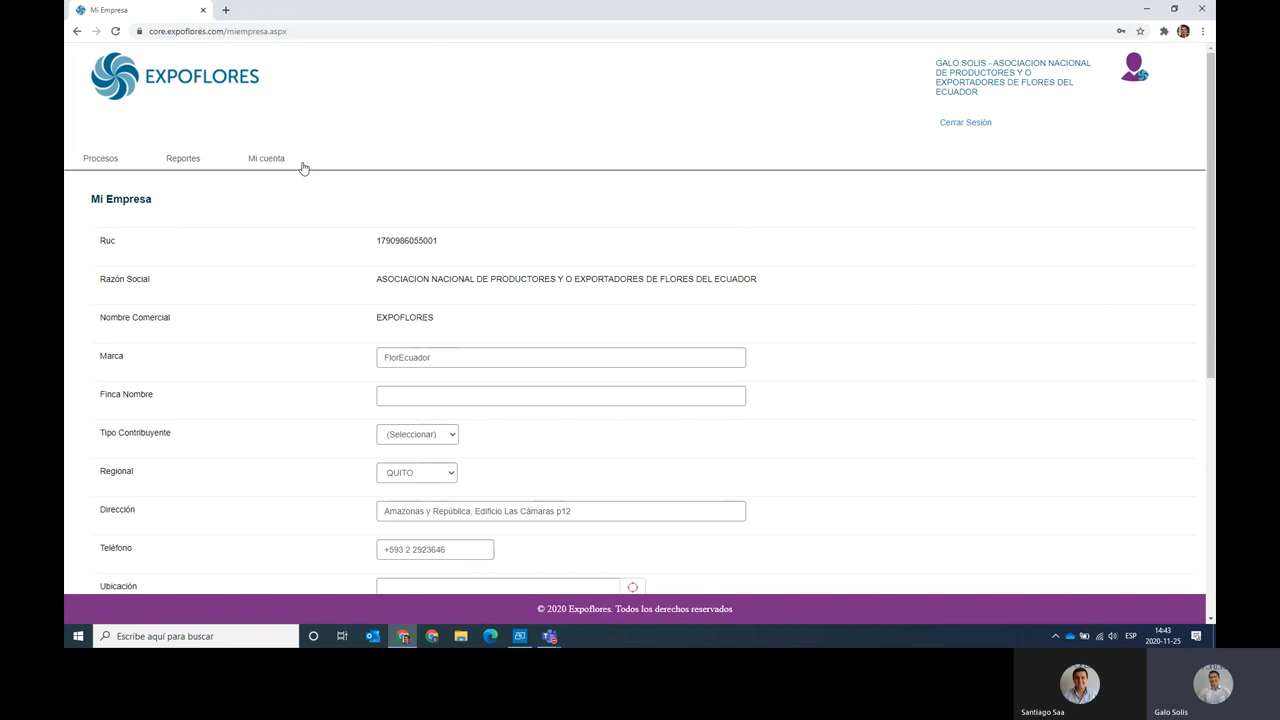 Mi Empresa
core.expoflores.com/miempresa.aspx
EXPOFLORES
GALO.SOLIS - ASOCIACION NACIONAL
DE PRODUCTORES Y O
EXPORTADORES DE FLORES DEL
ECUADOR
Cerrar Sesión
Procesos Reportes Mi cuenta
Mi Empresa
Ruc 1790986055001
Razón Social ASOCIACION NACIONAL DE PRODUCTORES Y O EXPORTADORES DE FLORES DEL ECUADOR
Nombre Comercial EXPOFLORES
Marca FlorEcuador
Finca Nombre
Tipo Contribuyente (Seleccionar)
Regional QUITO
Dirección Amazonas y República, Edificio Las Cámaras p12
Teléfono +593 2 2923646
Ubicación
© 2020 Expoflores. Todos los derechos reservados
Escribe aquí para buscar
ESP
14:43
2020-11-25
Santiago Saa
Galo Solis